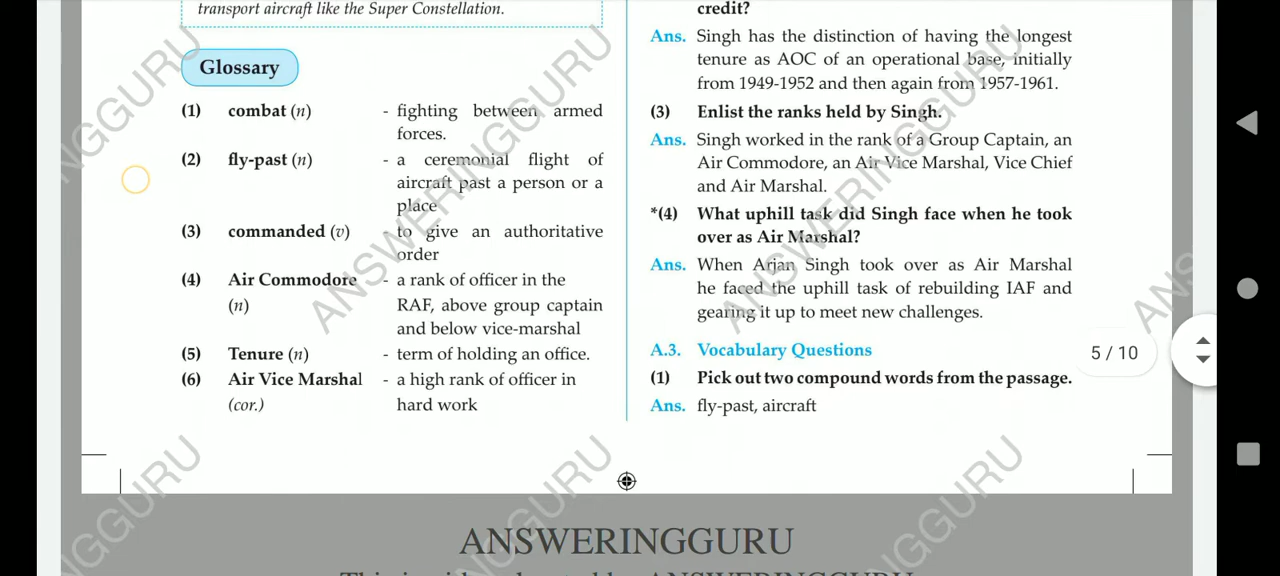 transport aircraft like the Super Constellation.
Glossary
(1) combat (n) - fighting between armed
forces.
(2) fly-past (n) - a ceremonial flight of
aircraft past a person or a
place
(3) commanded (v) - to give an authoritative
order
(4) Air Commodore - a rank of officer in the
(n) RAF, above group captain
and below vice-marshal
(5) Tenure (n) - term of holding an office.
(6) Air Vice Marshal - a high rank of officer in
(cor.) hard work
credit?
Ans. Singh has the distinction of having the longest
tenure as AOC of an operational base, initially
from 1949-1952 and then again from 1957-1961.
(3) Enlist the ranks held by Singh.
Ans. Singh worked in the rank of a Group Captain, an
Air Commodore, an Air Vice Marshal, Vice Chief
and Air Marshal.
*(4) What uphill task did Singh face when he took
over as Air Marshal?
Ans. When Arjan Singh took over as Air Marshal
he faced the uphill task of rebuilding IAF and
gearing it up to meet new challenges.
A.3. Vocabulary Questions
(1) Pick out two compound words from the passage.
Ans. fly-past, aircraft
5 / 10
ANSWERINGGURU
ANSWERINGGURU
ANSWERINGGURU